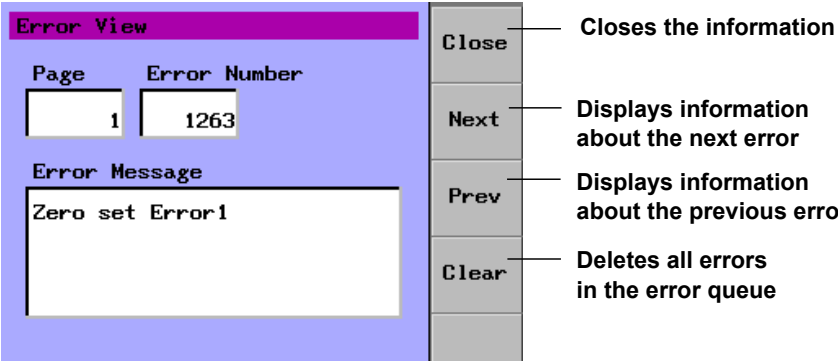 Error View
Page Error Number
1 1263
Error Message
Zero set Error1
Close
Next
Prev
Clear
Closes the information
Displays information
about the next error
Displays information
about the previous erro
Deletes all errors
in the error queue